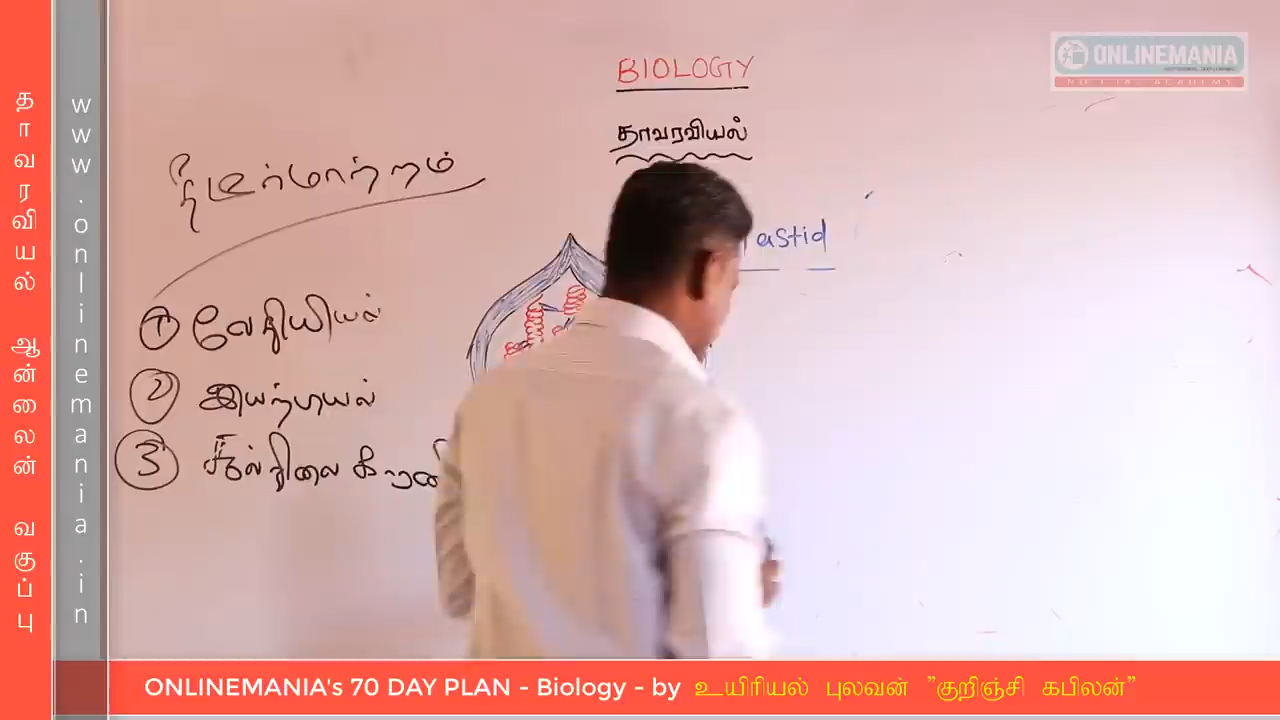 BIOLOGY
தாவரவியல்
திடீர்மாற்றம்
astid
① வேதியியல்
② இயற்பியல்
③ சூல்நிலை
ONLINEMANIA
தாவரவியல் ஆன்லைன் வகுப்பு
www.onlinemania.in
ONLINEMANIA's 70 DAY PLAN - Biology - by உயிரியல் புலவன் "குறிஞ்சி கபிலன்"